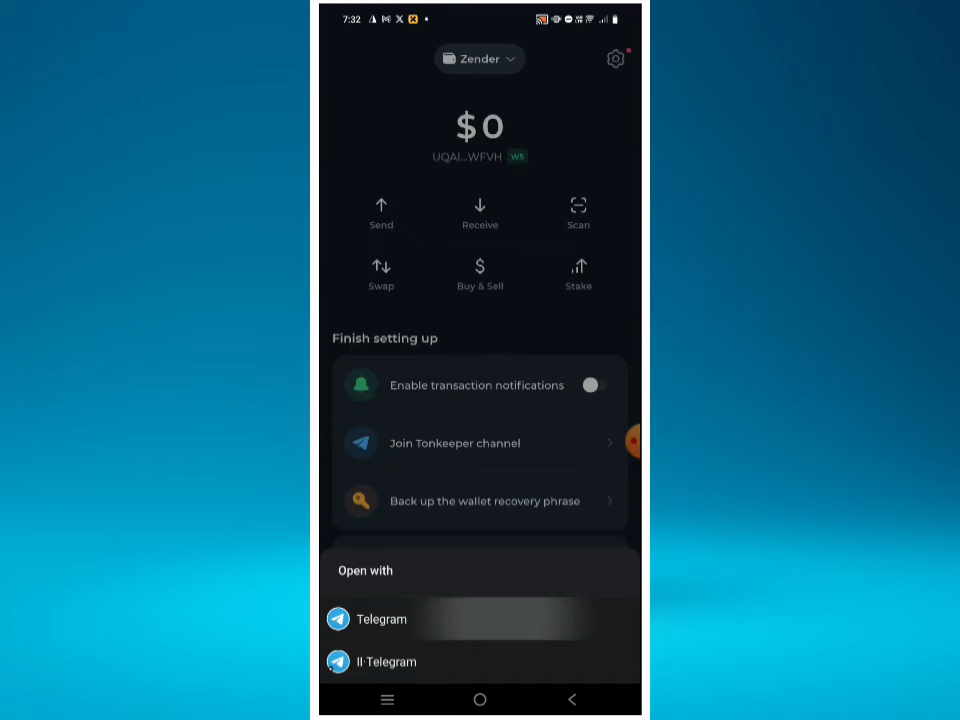 7:32
Zender
$0
UQAI...WFVH W5
Send Receive Scan
Swap Buy & Sell Stake
Finish setting up
Enable transaction notifications
Join Tonkeeper channel
Back up the wallet recovery phrase
Open with
Telegram
II·Telegram